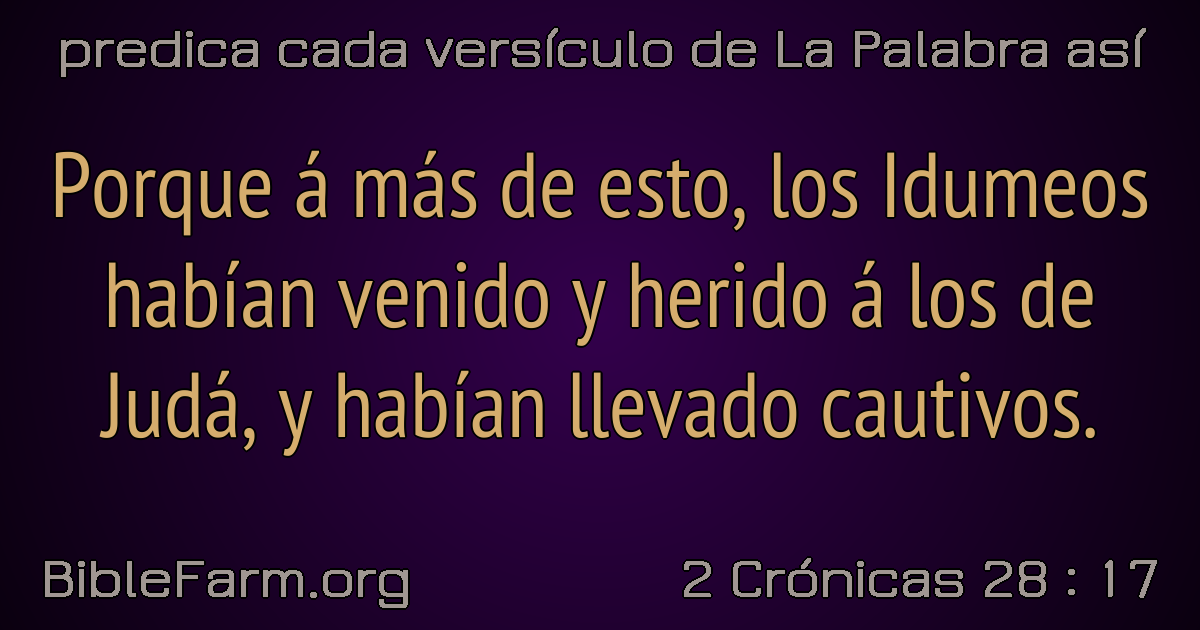 predica cada versículo de La Palabra así
Porque á más de esto, los Idumeos
habían venido y herido á los de
Judá, y habían llevado cautivos.
BibleFarm.org
2 Crónicas 28 : 17